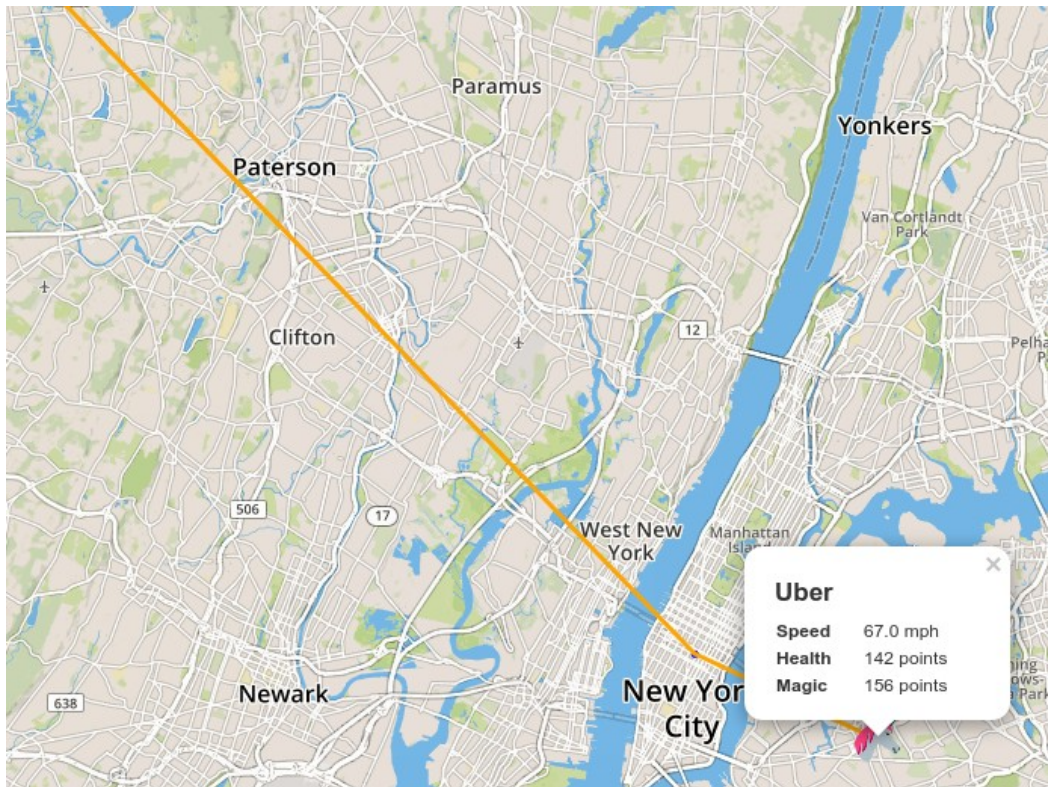 Paramus
Yonkers
Paterson
Van Cortlandt
Park
12
Clifton
506
17
West New
York
Manhattan
Uber
Speed 67.0 mph
Health 142 points
Magic 156 points
Newark
638
New Yor
City